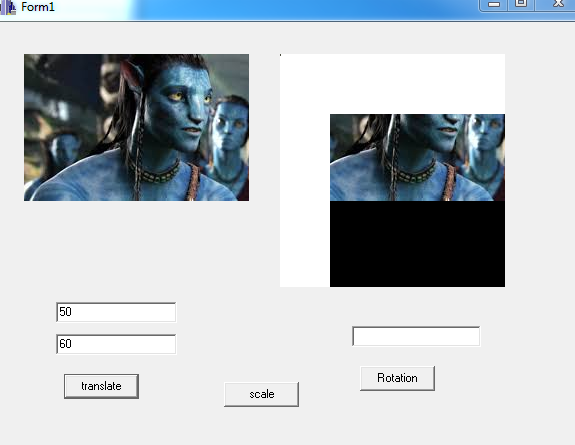 Form1
50
60
translate
scale
Rotation